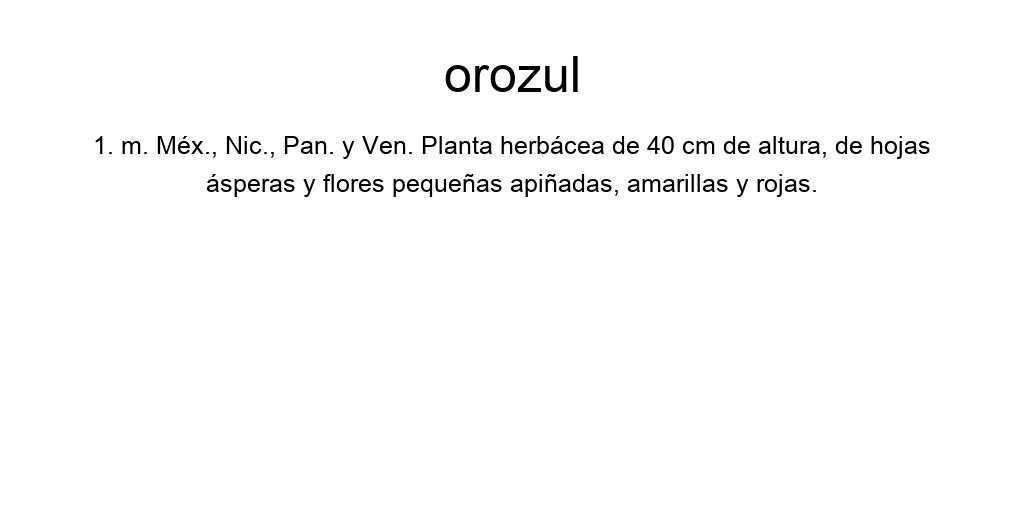 orozul
1. m. Méx., Nic., Pan. y Ven. Planta herbácea de 40 cm de altura, de hojas
ásperas y flores pequeñas apiñadas, amarillas y rojas.